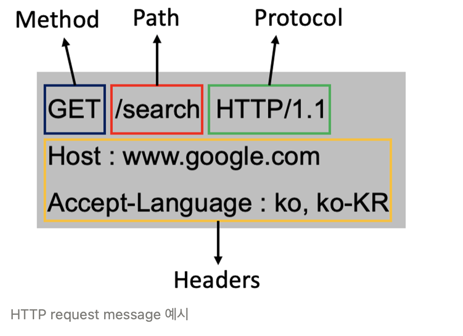 Method Path Protocol
GET /search HTTP/1.1
Host : www.google.com
Accept-Language : ko, ko-KR
Headers
HTTP request message 예시